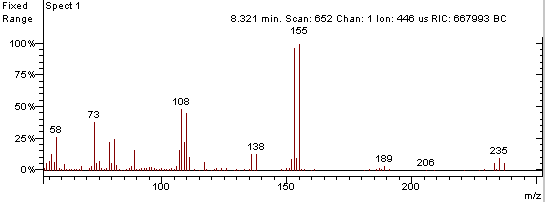 Fixed Spect 1
Range 8.321 min. Scan: 652 Chan: 1 Ion: 446 us RIC: 667993 BC
155
100%
108
75%
73
50%
58
138
25%
189 206 235
0%
100 150 200
m/z